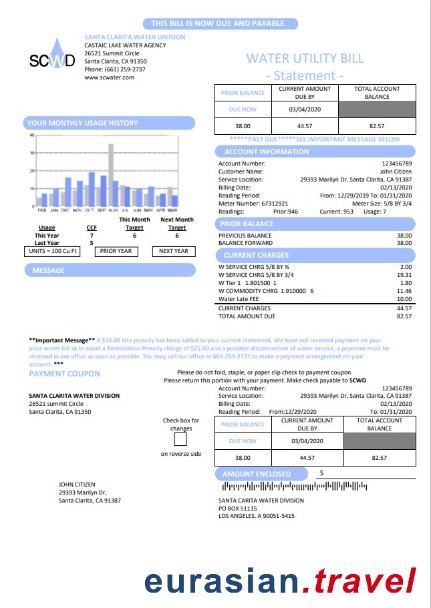 THIS BILL IS NOW DUE AND PAYABLE
SCWD
SANTA CLARITA WATER DIVISION
CASTAIC LAKE WATER AGENCY
26521 Summit Circle
Santa Clarita, CA 91350
Phone: (661) 259-2737
www.scwater.com
WATER UTILITY BILL
- Statement -
PRIOR BALANCE CURRENT AMOUNT DUE BY TOTAL ACCOUNT BALANCE
DUE NOW 03/04/2020
38.00 44.57 82.57
*****PAST DUE*****SEE IMPORTANT MESSAGE BELOW
YOUR MONTHLY USAGE HISTORY
40
30
20
10
0
FEB JAN
This Month Next Month
Usage CCF Target Target
This Year 7 6 6
Last Year 5
UNITS = 100 Cu Ft PRIOR YEAR NEXT YEAR
MESSAGE
ACCOUNT INFORMATION
Account Number: 123456789
Customer Name: John Citizen
Service Location: 29393 Marilyn Dr, Santa Clarita, CA 91387
Billing Date: 02/13/2020
Reading Period: From: 12/29/2019 To: 01/31/2020
Meter Number: 67312921 Meter Size: 5/8 BY 3/4
Readings: Prior:946 Current: 953 Usage: 7
PRIOR BALANCE
PREVIOUS BALANCE 38.00
BALANCE FORWARD 38.00
CURRENT CHARGES
W SERVICE CHRG 5/8 BY ¾ 2.00
W SERVICE CHRG 5/8 BY 3/4 19.31
W Tier 1 1.801500 1 1.80
W COMMODITY CHRG 1.910000 6 11.46
Water Late FEE 10.00
CURRENT CHARGES 44.57
TOTAL AMOUNT DUE 82.57
**Important Message** A $10.00 late penalty has been added to your current statement. We have not received payment on your
prior water bill so to avoid a Termination Penalty charge of $25.00 and a possible disconnection of water service, a payment must be
received in our office as soon as possible. You may call our office at 661-259-2737 to make a payment arrangement on your
account. ***
PAYMENT COUPON
Please do not fold, staple, or paper clip check to payment coupon.
Please return this portion with your payment. Make check payable to SCWD
SANTA CLARITA WATER DIVISION
26521 summit Circle
Santa Clarita, CA 91350
Check box for
changes
on reverse side
Account Number: 123456789
Service Location: 29393 Marilyn Dr, Santa Clarita, CA 91387
Billing Date: 02/13/2020
Reading Period: From:12/29/2019 To: 01/31/2020
PRIOR BALANCE CURRENT AMOUNT DUE BY TOTAL ACCOUNT BALANCE
DUE NOW 03/04/2020
38.00 44.57 82.57
AMOUNT ENCLOSED $
JOHN CITIZEN
29393 Marilyn Dr,
Santa Clarita, CA 91387
SANTA CARITA WATER DIVISION
PO BOX 51115
LOS ANGELES, A 90051-5415
eurasian.travel